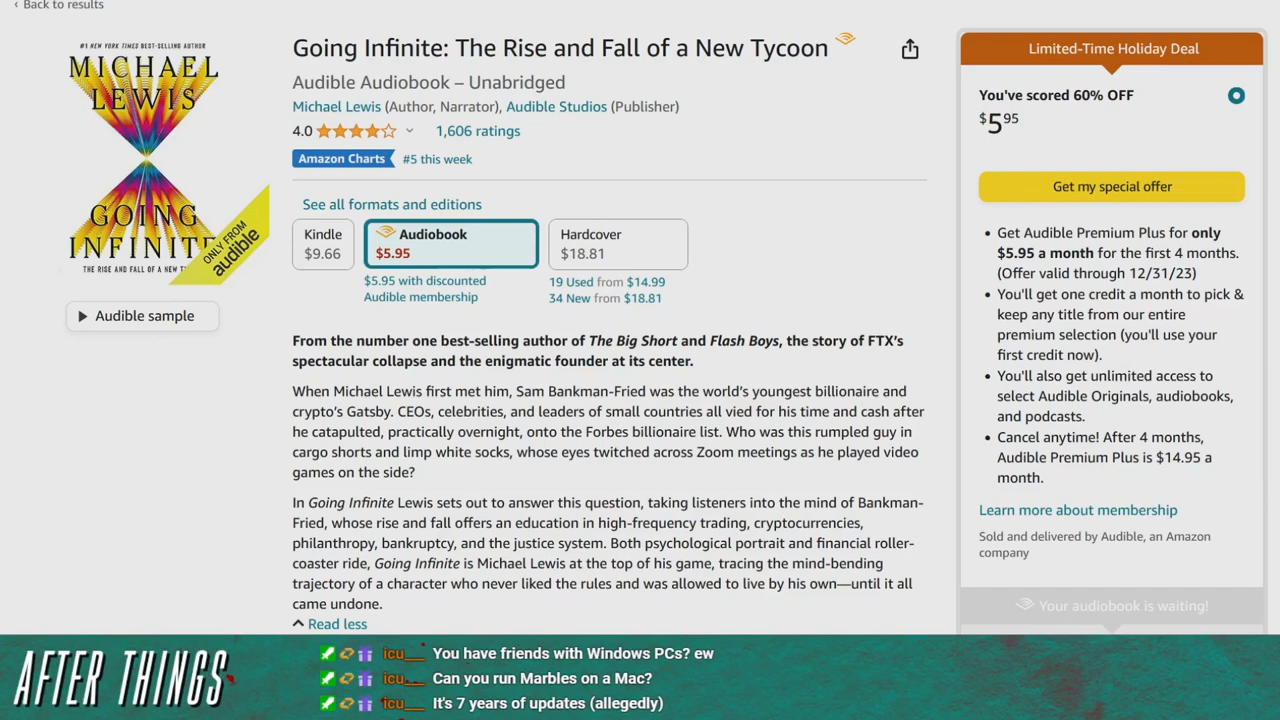 ‹ Back to results
#1 NEW YORK TIMES BEST-SELLING AUTHOR
MICHAEL
LEWIS
GOING
INFINITE
THE RISE AND FALL OF A NEW
ONLY FROM
audible
Audible sample
Going Infinite: The Rise and Fall of a New Tycoon
Audible Audiobook – Unabridged
Michael Lewis (Author, Narrator), Audible Studios (Publisher)
4.0 1,606 ratings
Amazon Charts #5 this week
See all formats and editions
Kindle
$9.66
Audiobook
$5.95
$5.95 with discounted
Audible membership
Hardcover
$18.81
19 Used from $14.99
34 New from $18.81
From the number one best-selling author of The Big Short and Flash Boys, the story of FTX's
spectacular collapse and the enigmatic founder at its center.
When Michael Lewis first met him, Sam Bankman-Fried was the world's youngest billionaire and
crypto's Gatsby. CEOs, celebrities, and leaders of small countries all vied for his time and cash after
he catapulted, practically overnight, onto the Forbes billionaire list. Who was this rumpled guy in
cargo shorts and limp white socks, whose eyes twitched across Zoom meetings as he played video
games on the side?
In Going Infinite Lewis sets out to answer this question, taking listeners into the mind of Bankman-
Fried, whose rise and fall offers an education in high-frequency trading, cryptocurrencies,
philanthropy, bankruptcy, and the justice system. Both psychological portrait and financial roller-
coaster ride, Going Infinite is Michael Lewis at the top of his game, tracing the mind-bending
trajectory of a character who never liked the rules and was allowed to live by his own—until it all
came undone.
Read less
Limited-Time Holiday Deal
You've scored 60% OFF
$5 95
Get my special offer
• Get Audible Premium Plus for only
$5.95 a month for the first 4 months.
(Offer valid through 12/31/23)
• You'll get one credit a month to pick &
keep any title from our entire
premium selection (you'll use your
first credit now).
• You'll also get unlimited access to
select Audible Originals, audiobooks,
and podcasts.
• Cancel anytime! After 4 months,
Audible Premium Plus is $14.95 a
month.
Learn more about membership
Sold and delivered by Audible, an Amazon
company
Your audiobook is waiting!
AFTER THINGS
icu__ You have friends with Windows PCs? ew
icu__ Can you run Marbles on a Mac?
icu__ It's 7 years of updates (allegedly)